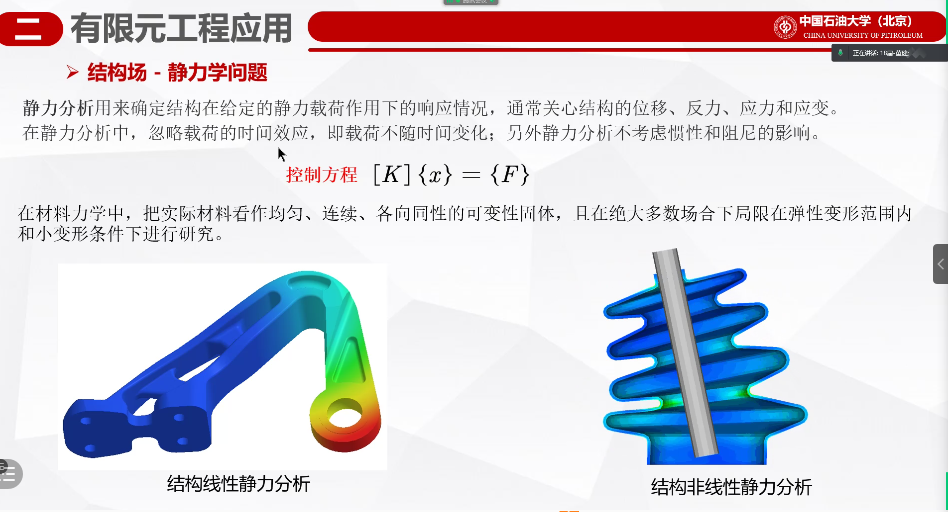 二 有限元工程应用
中国石油大学（北京）
CHINA UNIVERSITY OF PETROLEUM
结构场 - 静力学问题
静力分析用来确定结构在给定的静力载荷作用下的响应情况，通常关心结构的位移、反力、应力和应变。
在静力分析中，忽略载荷的时间效应，即载荷不随时间变化；另外静力分析不考虑惯性和阻尼的影响。
控制方程 [K]{x} = {F}
在材料力学中，把实际材料看作均匀、连续、各向同性的可变性固体，且在绝大多数场合下局限在弹性变形范围内
和小变形条件下进行研究。
结构线性静力分析
结构非线性静力分析